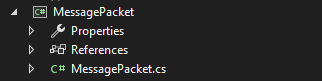 C# MessagePacket
Properties
References
C# MessagePacket.cs